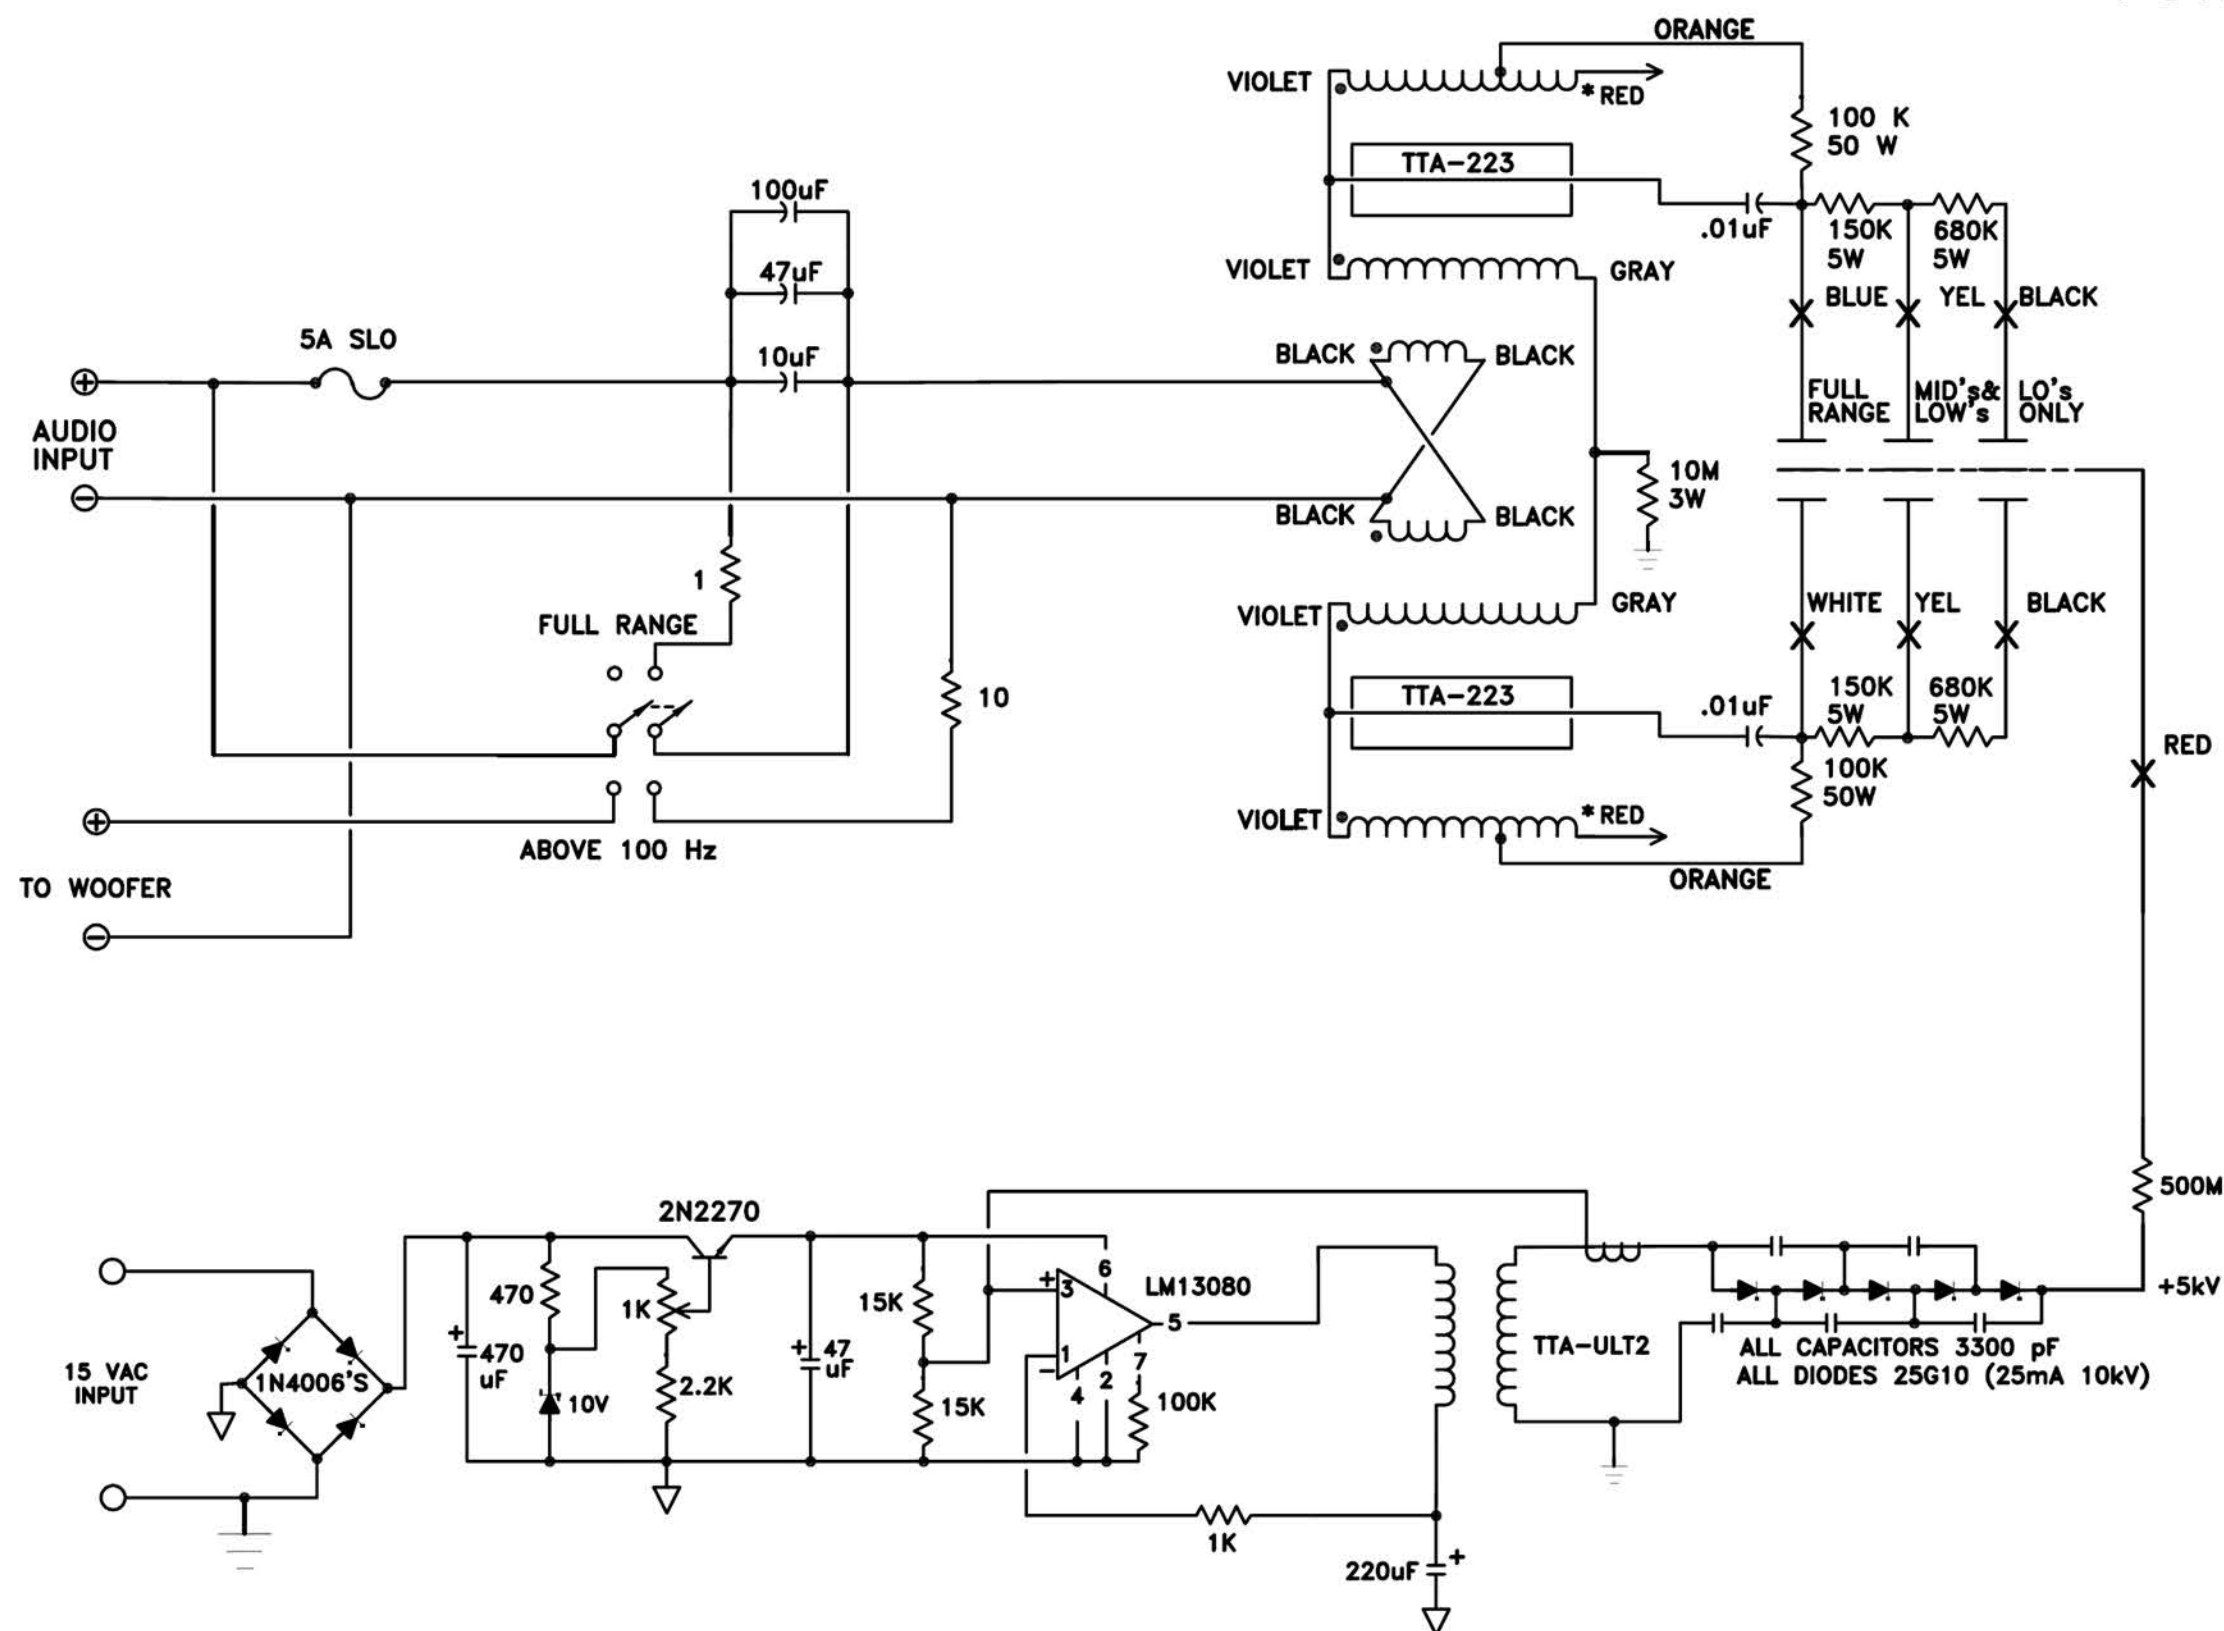 ORANGE
VIOLET
*RED
100 K
50 W
TTA-223
100uF
.01uF
150K
5W
680K
5W
47uF
VIOLET
GRAY
BLUE
YEL
BLACK
5A SLO
10uF
BLACK
BLACK
+
AUDIO
INPUT
−
FULL
RANGE
MID's&
LOW's
LO's
ONLY
10M
3W
BLACK
BLACK
1
FULL RANGE
VIOLET
GRAY
WHITE
YEL
BLACK
10
TTA-223
.01uF
150K
5W
680K
5W
RED
100K
50W
+
VIOLET
*RED
ABOVE 100 Hz
ORANGE
TO WOOFER
−
500M
2N2270
+5kV
470
1K
15K
+
3
6
LM13080
5
15 VAC
INPUT
1N4006'S
+
470
uF
10V
2.2K
+
47
uF
15K
1
−
4
2
7
100K
TTA-ULT2
ALL CAPACITORS 3300 pF
ALL DIODES 25G10 (25mA 10kV)
1K
220uF
+